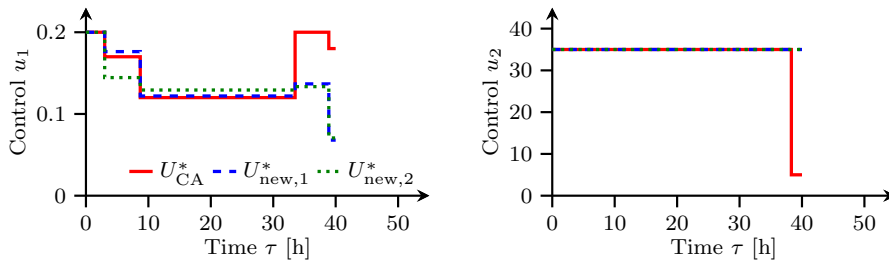 Control u₁
0.2
0.1
0
U*CA U*new,1 U*new,2
0 10 20 30 40 50
Time τ [h]
Control u₂
40
30
20
10
0
0 10 20 30 40 50
Time τ [h]